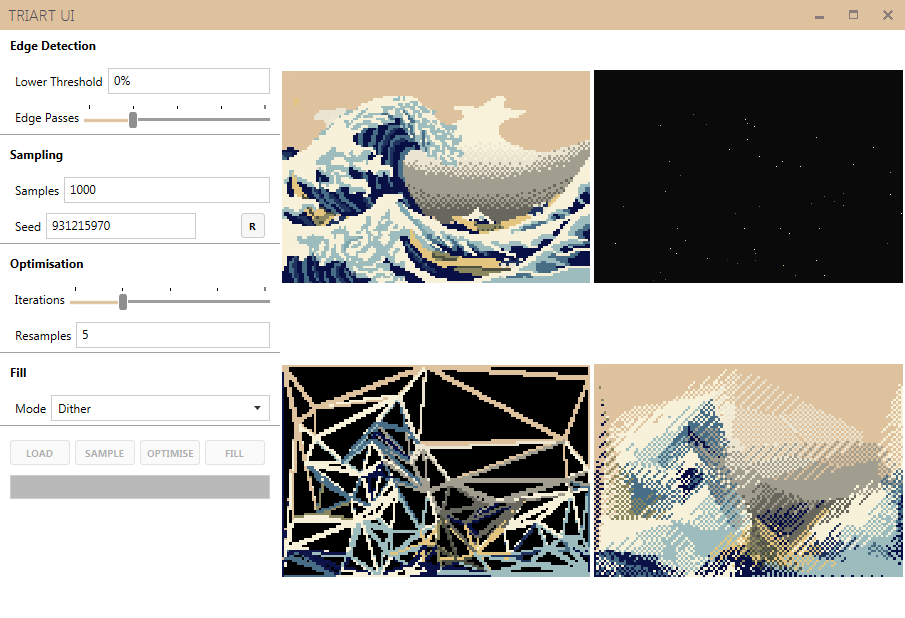 TRIART UI
Edge Detection
Lower Threshold 0%
Edge Passes
Sampling
Samples 1000
Seed 931215970 R
Optimisation
Iterations
Resamples 5
Fill
Mode Dither
LOAD SAMPLE OPTIMISE FILL